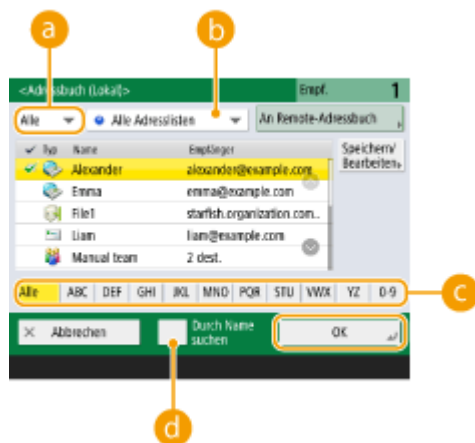 a
b
<Adressbuch (Lokal)>
Empf.
1
Alle
Alle Adresslisten
An Remote-Adressbuch
✓ Typ Name Empfänger
Speichern/
Bearbeiten
Alexander alexander@example.com
Emma emma@example.com
File1 starfish.organization.com..
Liam liam@example.com
Manual team 2 dest.
Alle ABC DEF GHI JKL MNO PQR STU VWX YZ 0-9
c
× Abbrechen
Durch Name
suchen
OK
d